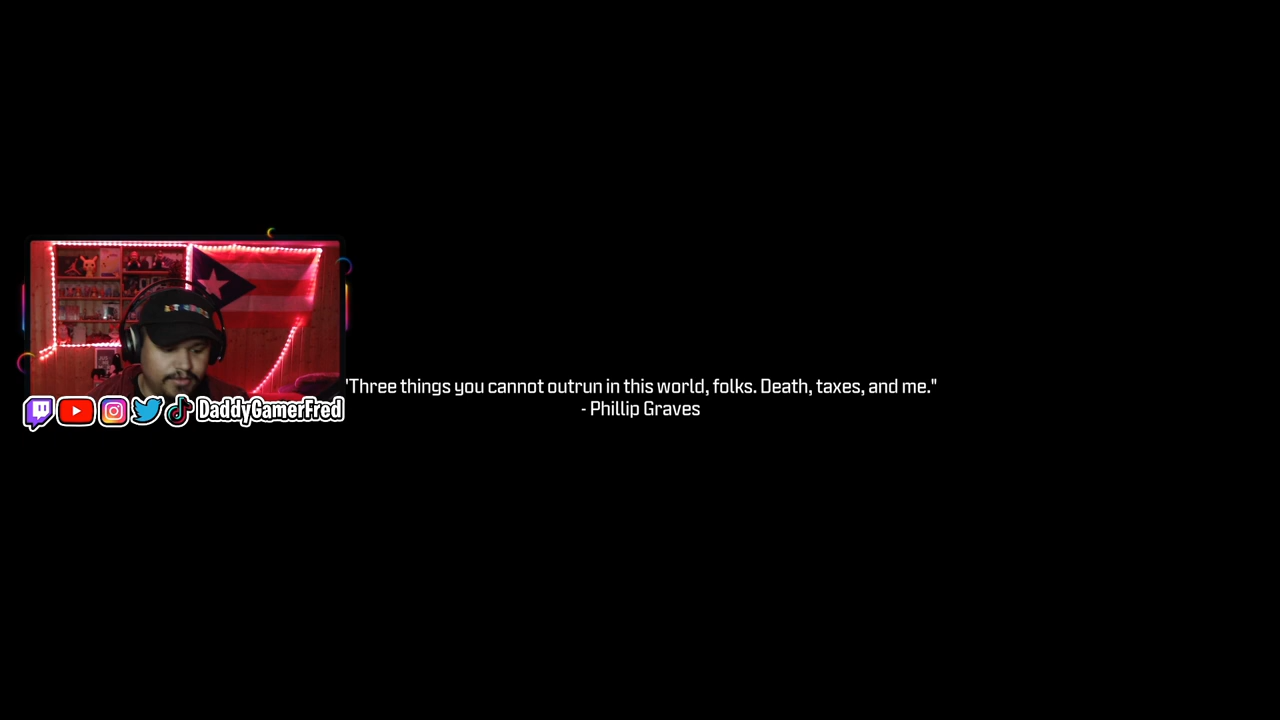 "Three things you cannot outrun in this world, folks. Death, taxes, and me."
- Phillip Graves
DaddyGamerFred